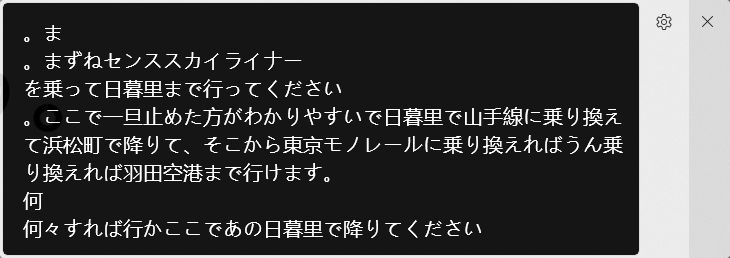 。ま
。まずねセンススカイライナー
を乗って日暮里まで行ってください
。ここで一旦止めた方がわかりやすいで日暮里で山手線に乗り換え
て浜松町で降りて、そこから東京モノレールに乗り換えればうん乗
り換えれば羽田空港まで行けます。
何
何々すれば行かここであの日暮里で降りてください